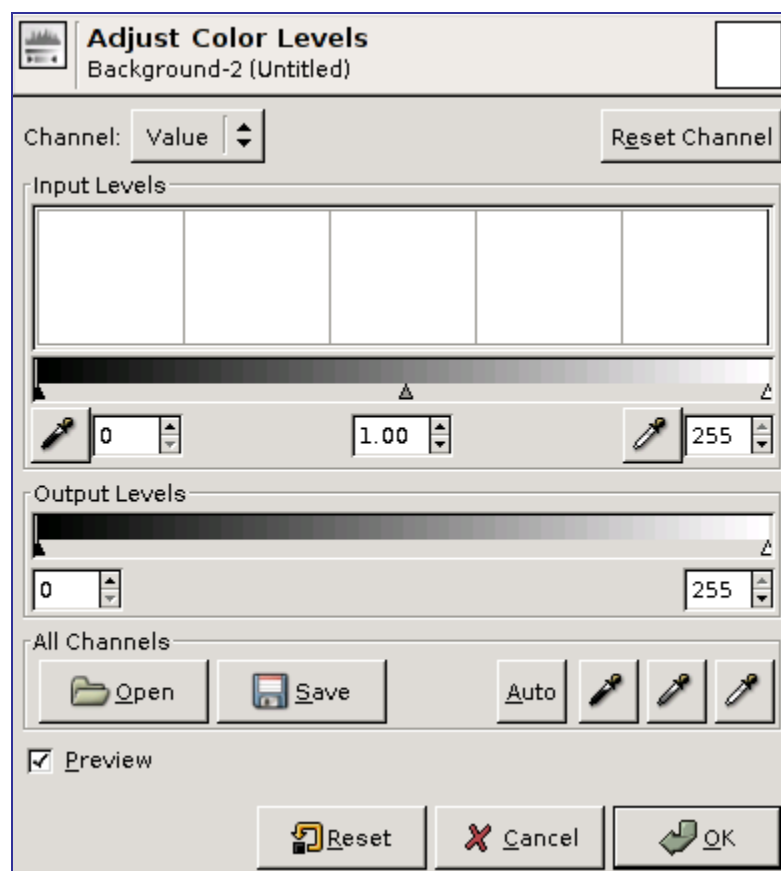 Adjust Color Levels
Background-2 (Untitled)
Channel: Value Reset Channel
Input Levels
0 1.00 255
Output Levels
0 255
All Channels
Open Save Auto
Preview
Reset Cancel OK